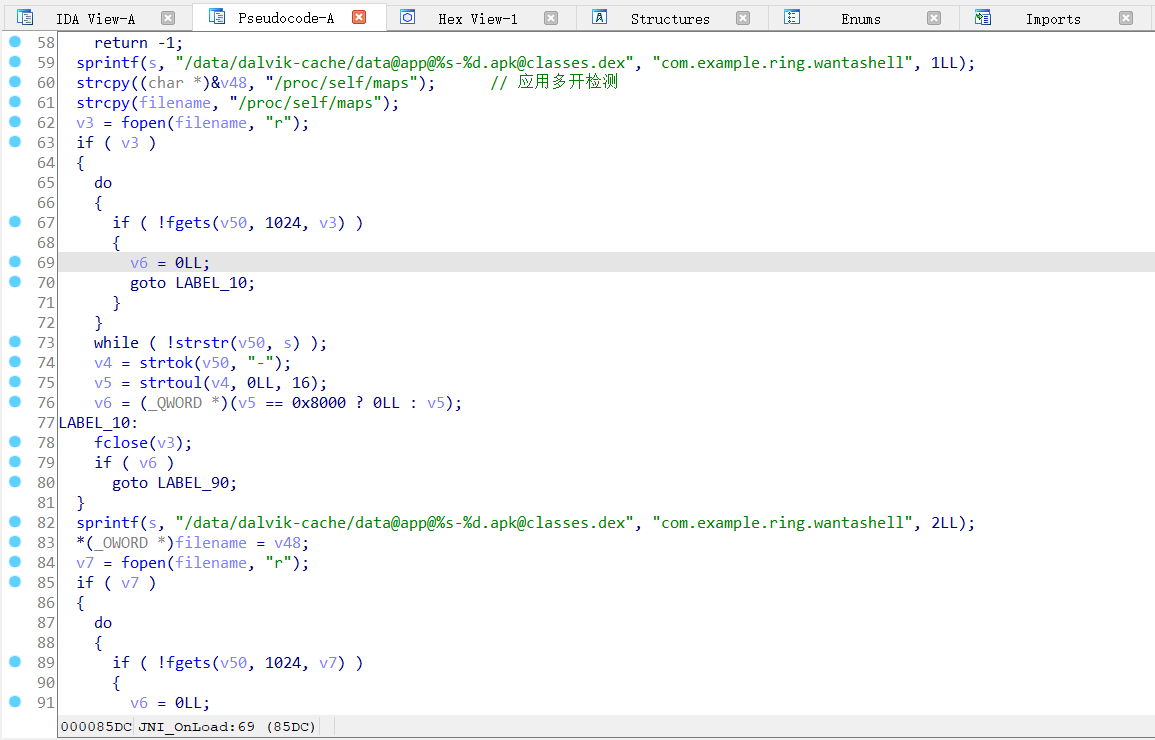 IDA View-A Pseudocode-A Hex View-1 Structures Enums Imports
58 return -1;
59 sprintf(s, "/data/dalvik-cache/data@app@%s-%d.apk@classes.dex", "com.example.ring.wantashell", 1LL);
60 strcpy((char *)&v48, "/proc/self/maps"); // 应用多开检测
61 strcpy(filename, "/proc/self/maps");
62 v3 = fopen(filename, "r");
63 if ( v3 )
64 {
65 do
66 {
67 if ( !fgets(v50, 1024, v3) )
68 {
69 v6 = 0LL;
70 goto LABEL_10;
71 }
72 }
73 while ( !strstr(v50, s) );
74 v4 = strtok(v50, "-");
75 v5 = strtoul(v4, 0LL, 16);
76 v6 = (_QWORD *)(v5 == 0x8000 ? 0LL : v5);
77 LABEL_10:
78 fclose(v3);
79 if ( v6 )
80 goto LABEL_90;
81 }
82 sprintf(s, "/data/dalvik-cache/data@app@%s-%d.apk@classes.dex", "com.example.ring.wantashell", 2LL);
83 *(_OWORD *)filename = v48;
84 v7 = fopen(filename, "r");
85 if ( v7 )
86 {
87 do
88 {
89 if ( !fgets(v50, 1024, v7) )
90 {
91 v6 = 0LL;
000085DC JNI_OnLoad:69 (85DC)